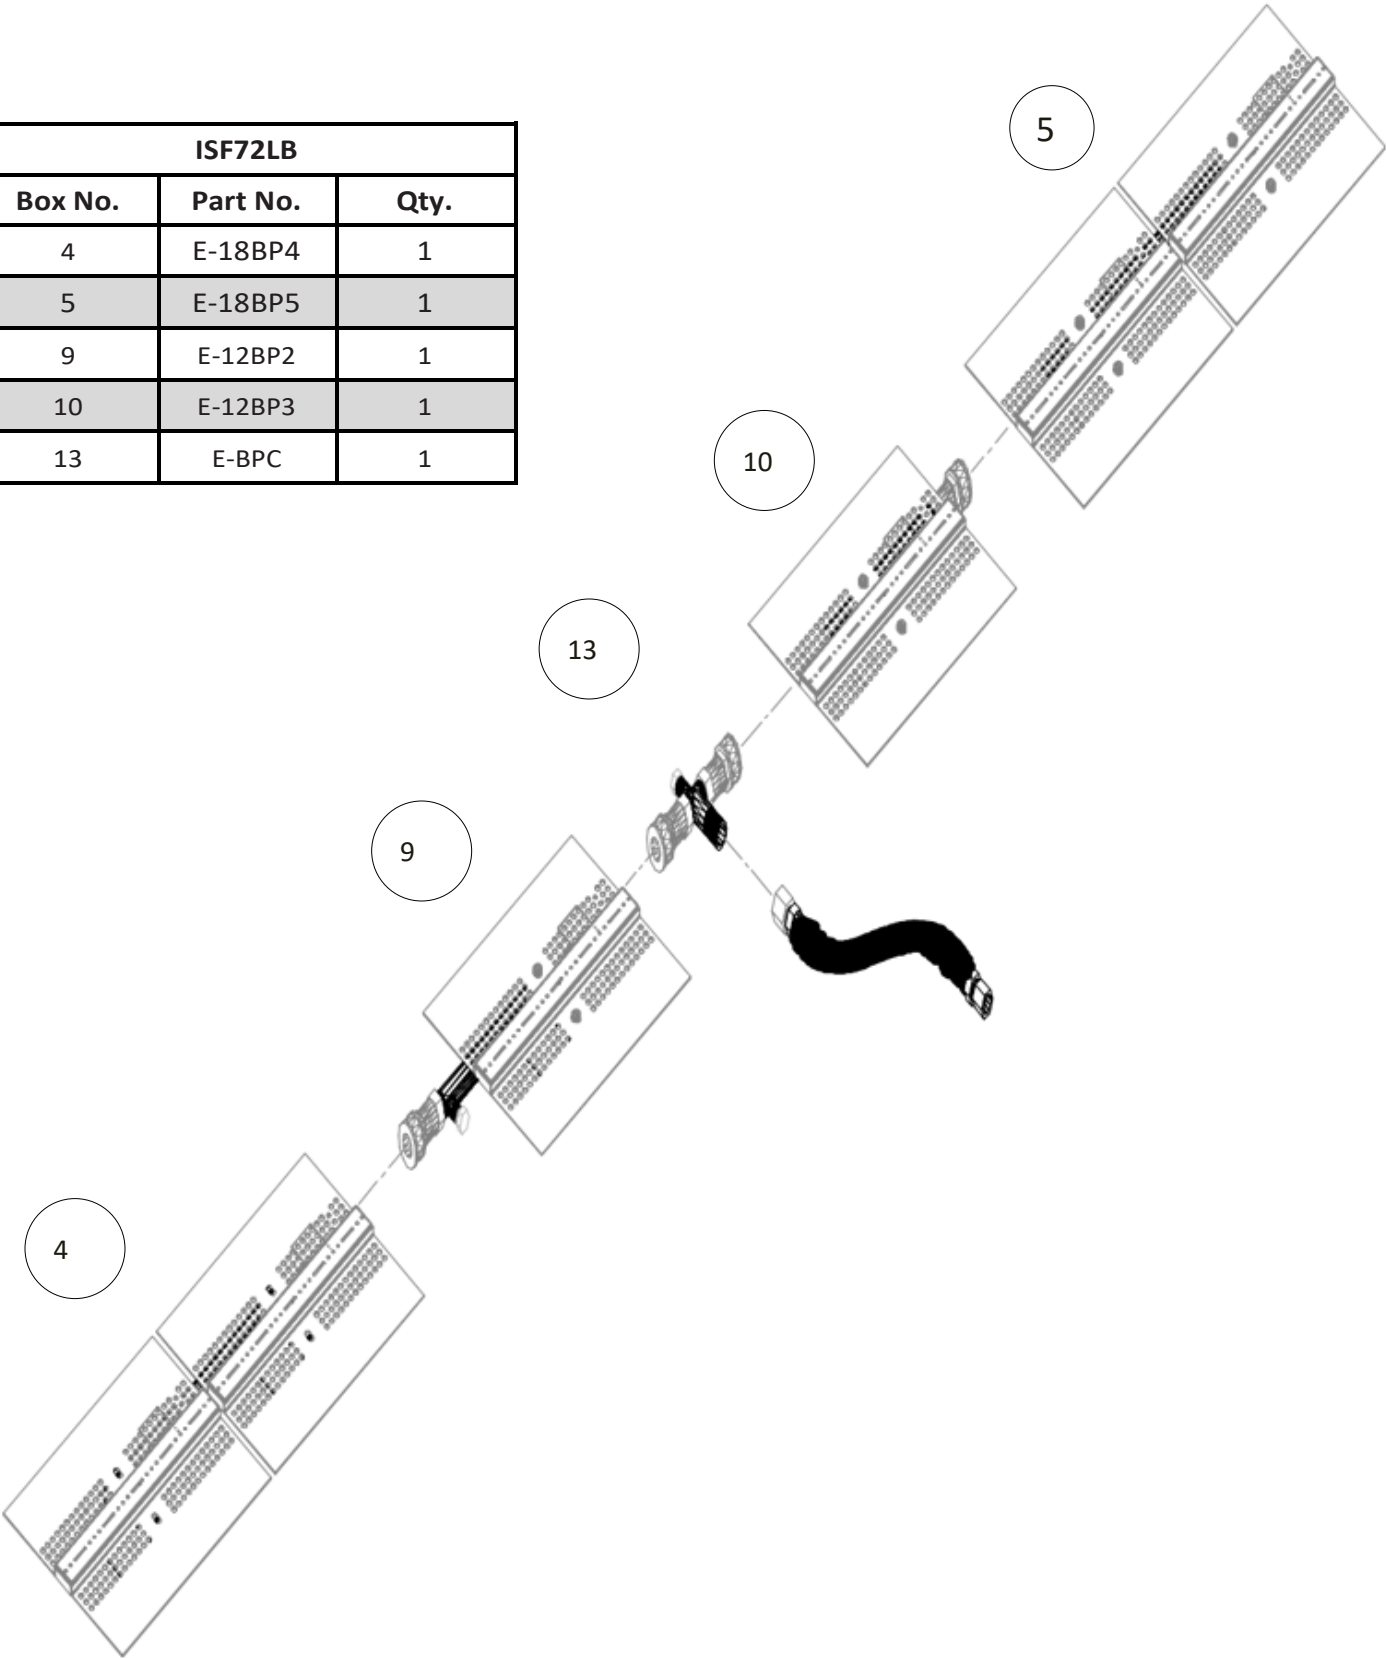 ISF72LB
Box No. Part No. Qty.
4 E-18BP4 1
5 E-18BP5 1
9 E-12BP2 1
10 E-12BP3 1
13 E-BPC 1
5
10
13
9
4